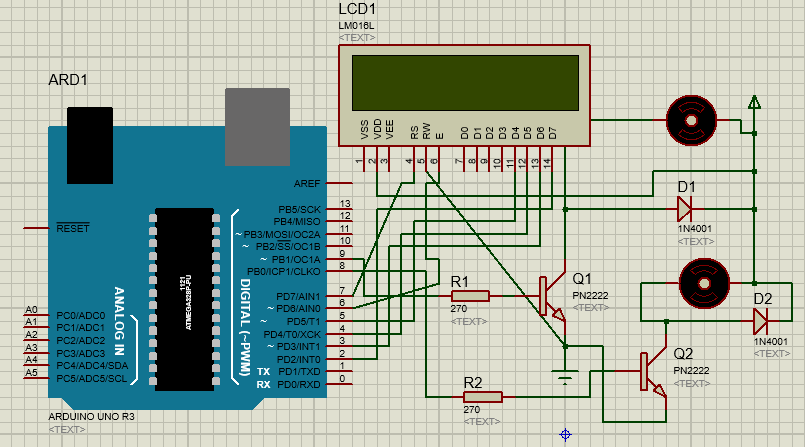 LCD1
LM016L
<TEXT>
VSS
VDD
VEE
RS
RW
E
D0
D1
D2
D3
D4
D5
D6
D7
1
2
3
4
5
6
7
8
9
10
11
12
13
14
ARD1
RESET
A0
A1
A2
A3
A4
A5
PC0/ADC0
PC1/ADC1
PC2/ADC2
PC3/ADC3
PC4/ADC4/SDA
PC5/ADC5/SCL
ANALOG IN
1121
ATMEGA328P-PU
DIGITAL (~PWM)
AREF
PB5/SCK 13
PB4/MISO 12
~ PB3/MOSI/OC2A 11
~ PB2/SS/OC1B 10
~ PB1/OC1A 9
PB0/ICP1/CLKO 8
PD7/AIN1 7
~ PD6/AIN0 6
~ PD5/T1 5
PD4/T0/XCK 4
~ PD3/INT1 3
PD2/INT0 2
TX PD1/TXD 1
RX PD0/RXD 0
ARDUINO UNO R3
<TEXT>
R1
270
<TEXT>
R2
270
<TEXT>
Q1
PN2222
<TEXT>
Q2
PN2222
<TEXT>
D1
1N4001
<TEXT>
D2
1N4001
<TEXT>